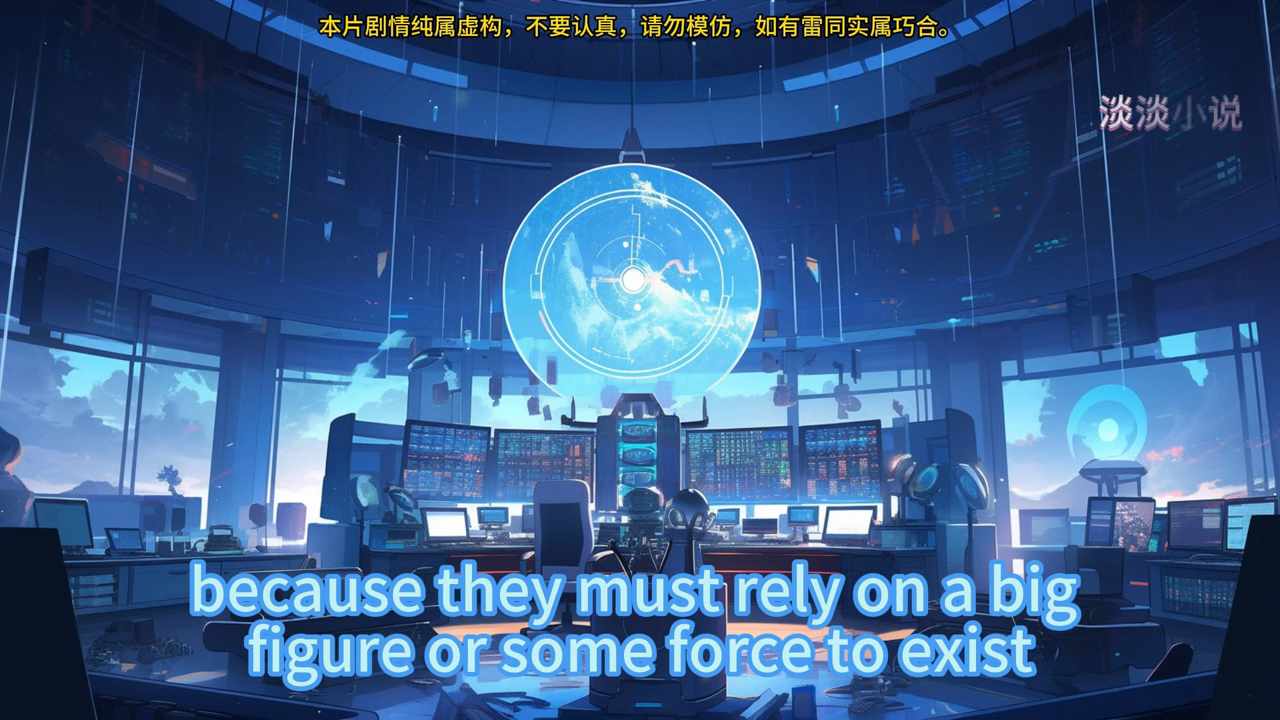 本片剧情纯属虚构，不要认真，请勿模仿，如有雷同实属巧合。
淡淡小说
because they must rely on a big
figure or some force to exist